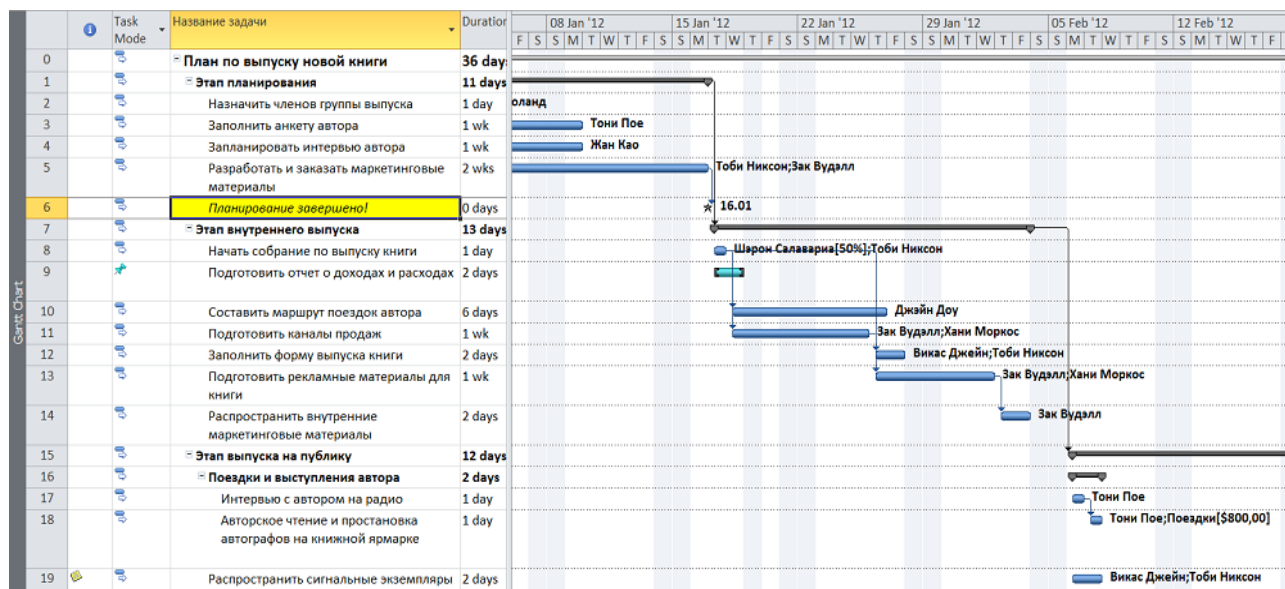 Task Mode Название задачи Duration 08 Jan '12 15 Jan '12 22 Jan '12 29 Jan '12 05 Feb '12 12 Feb '12
F S S M T W T F S S M T W T F S S M T W T F S S M T W T F S S M T W T F S S M T W T F
0 План по выпуску новой книги 36 day
1 Этап планирования 11 days
2 Назначить членов группы выпуска 1 day оланд
3 Заполнить анкету автора 1 wk Тони Пое
4 Запланировать интервью автора 1 wk Жан Као
5 Разработать и заказать маркетинговые 2 wks Тоби Никсон;Зак Вудэлл
материалы
6 Планирование завершено! 0 days 16.01
7 Этап внутреннего выпуска 13 days
8 Начать собрание по выпуску книги 1 day Шэрон Салавариа[50%];Тоби Никсон
9 Подготовить отчет о доходах и расходах 2 days
10 Составить маршрут поездок автора 6 days Джэйн Доу
11 Подготовить каналы продаж 1 wk Зак Вудэлл;Хани Моркос
12 Заполнить форму выпуска книги 2 days Викас Джейн;Тоби Никсон
13 Подготовить рекламные материалы для 1 wk Зак Вудэлл;Хани Моркос
книги
14 Распространить внутренние 2 days Зак Вудэлл
маркетинговые материалы
15 Этап выпуска на публику 12 days
16 Поездки и выступления автора 2 days
17 Интервью с автором на радио 1 day Тони Пое
18 Авторское чтение и простановка 1 day Тони Пое;Поездки[$800,00]
автографов на книжной ярмарке
19 Распространить сигнальные экземпляры 2 days Викас Джейн;Тоби Никсон
Gantt Chart